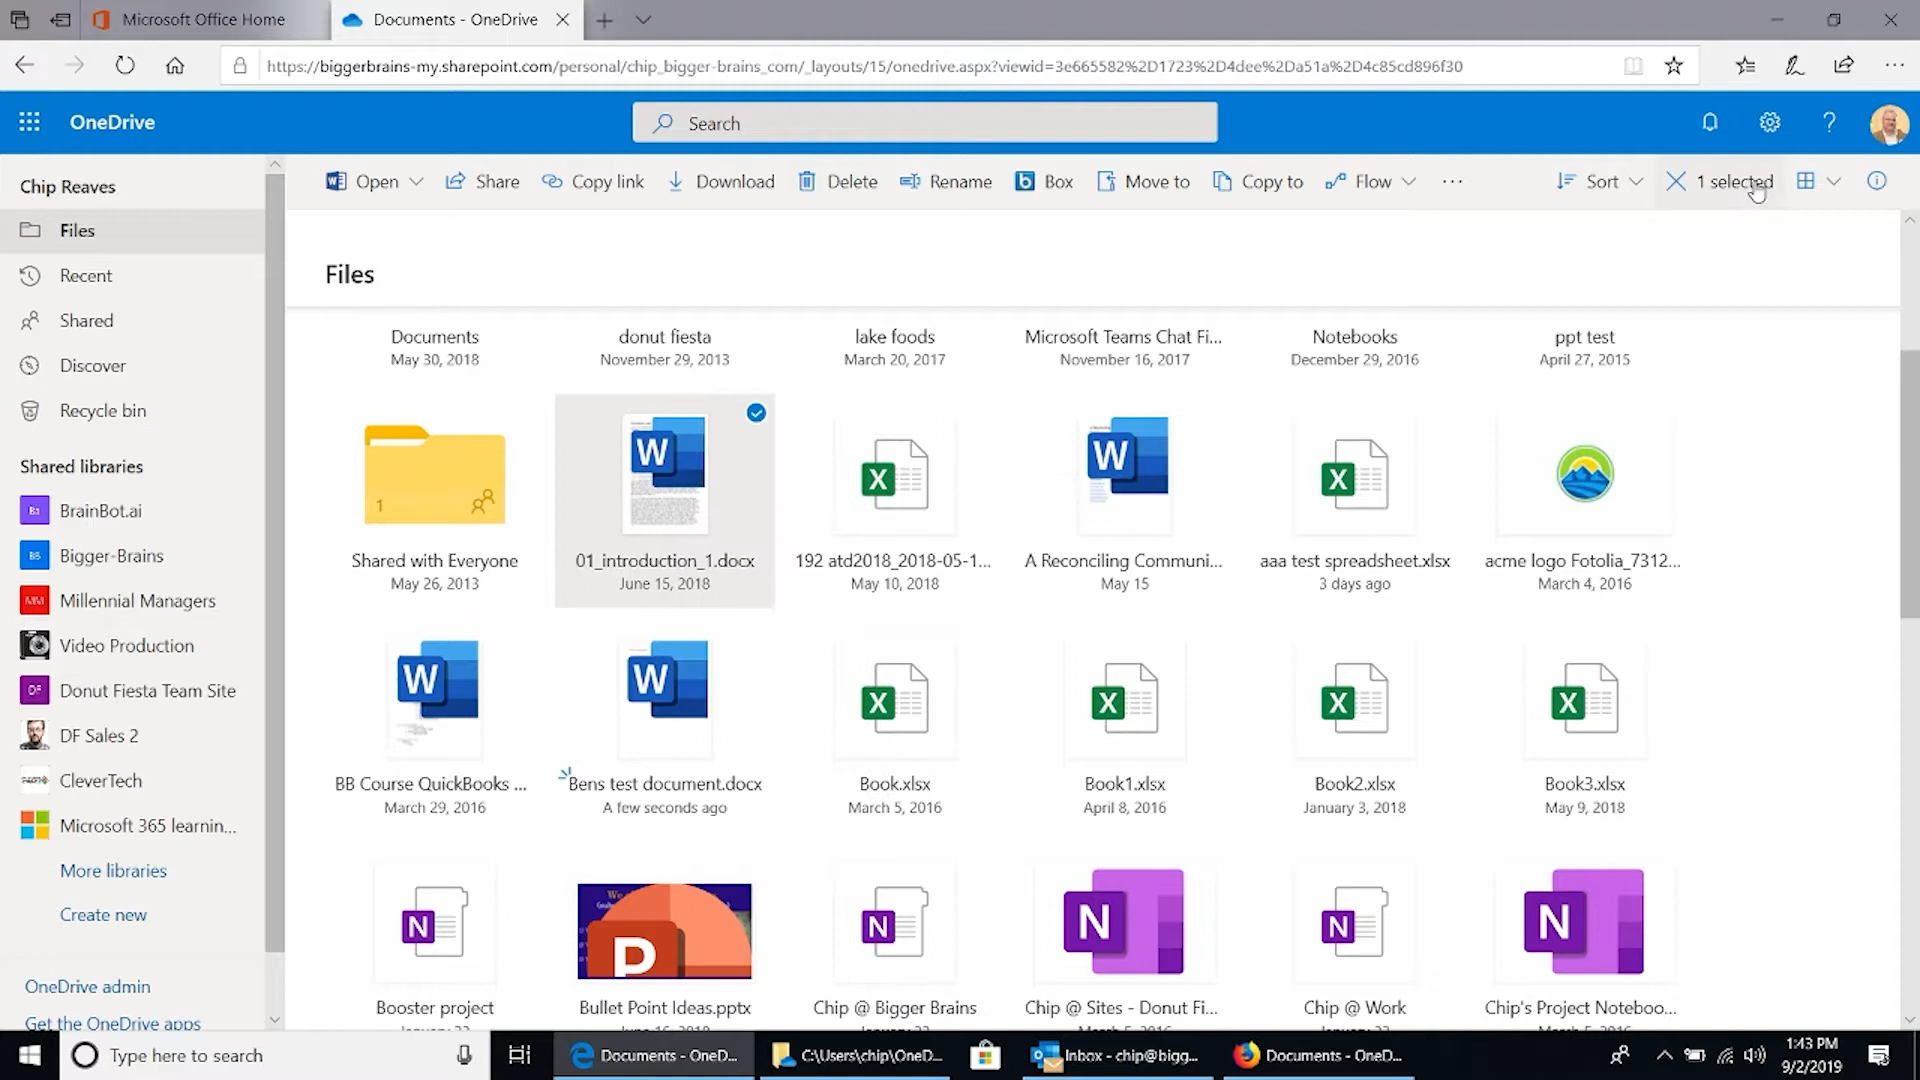 Microsoft Office Home
Documents - OneDrive
https://biggerbrains-my.sharepoint.com/personal/chip_bigger-brains_com/_layouts/15/onedrive.aspx?viewid=3e665582%2D1723%2D4dee%2Da51a%2D4c85cd896f30
OneDrive
Search
Chip Reaves
Files
Recent
Shared
Discover
Recycle bin
Shared libraries
BrainBot.ai
BB Bigger-Brains
MM Millennial Managers
Video Production
DF Donut Fiesta Team Site
DF Sales 2
CleverTech
Microsoft 365 learnin...
More libraries
Create new
OneDrive admin
Get the OneDrive apps
Open Share Copy link Download Delete Rename Box Move to Copy to Flow ... Sort 1 selected
Files
Documents donut fiesta lake foods Microsoft Teams Chat Fi... Notebooks ppt test
May 30, 2018 November 29, 2013 March 20, 2017 November 16, 2017 December 29, 2016 April 27, 2015
1 W X W X
Shared with Everyone 01_introduction_1.docx 192 atd2018_2018-05-1... A Reconciling Communi... aaa test spreadsheet.xlsx acme logo Fotolia_7312...
May 26, 2013 June 15, 2018 May 10, 2018 May 15 3 days ago March 4, 2016
W W X X X X
BB Course QuickBooks ... Bens test document.docx Book.xlsx Book1.xlsx Book2.xlsx Book3.xlsx
March 29, 2016 A few seconds ago March 5, 2016 April 8, 2016 January 3, 2018 May 9, 2018
N P N N N N
Booster project Bullet Point Ideas.pptx Chip @ Bigger Brains Chip @ Sites - Donut Fi... Chip @ Work Chip's Project Noteboo...
Type here to search
Documents - OneD...
C:\Users\chip\OneD...
Inbox - chip@bigg...
Documents - OneD...
1:43 PM
9/2/2019